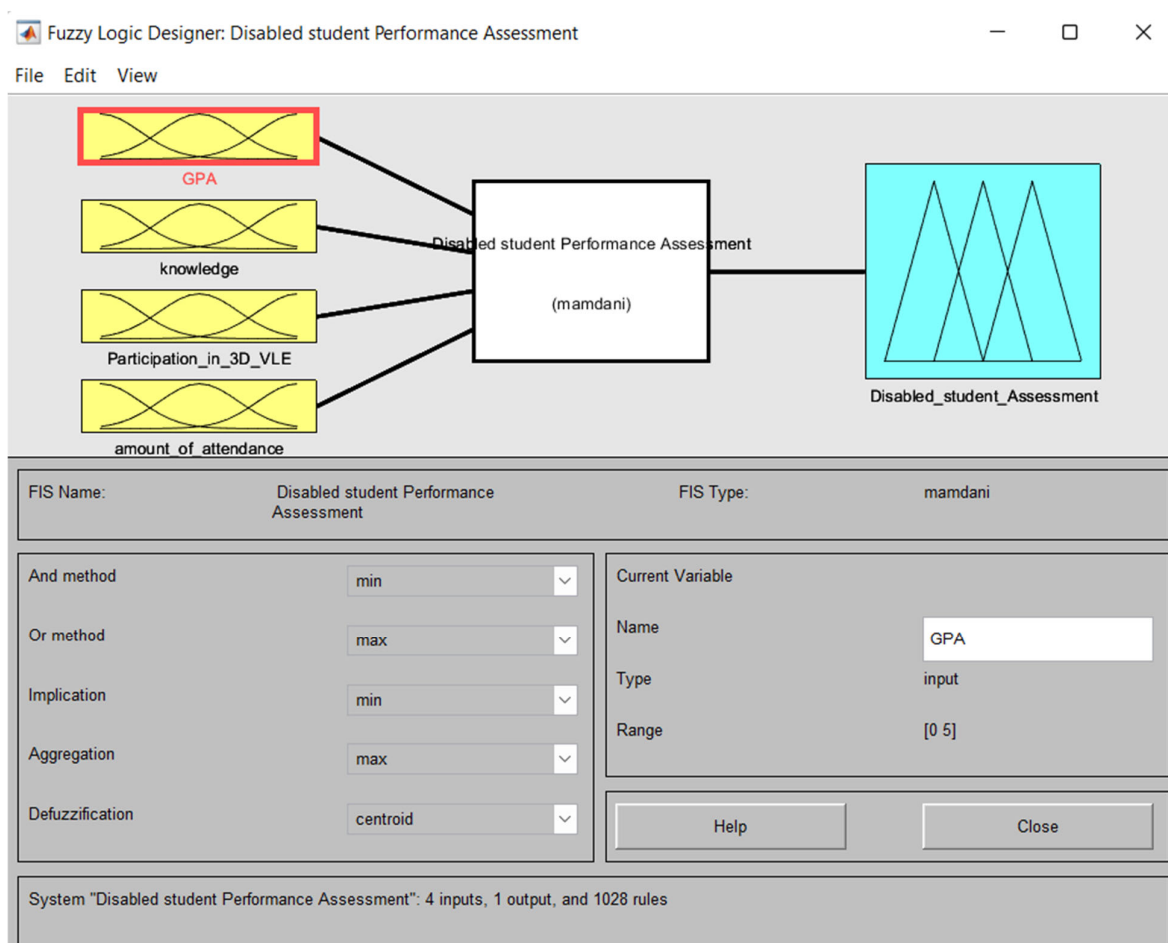 Fuzzy Logic Designer: Disabled student Performance Assessment
File Edit View
GPA
knowledge
Participation_in_3D_VLE
amount_of_attendance
Disabled student Performance Assessment
(mamdani)
Disabled_student_Assessment
FIS Name: Disabled student Performance
Assessment
FIS Type: mamdani
And method min
Or method max
Implication min
Aggregation max
Defuzzification centroid
Current Variable
Name GPA
Type input
Range [0 5]
Help Close
System "Disabled student Performance Assessment": 4 inputs, 1 output, and 1028 rules